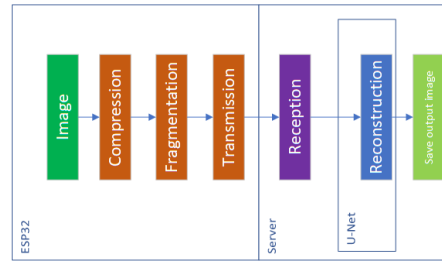 ESP32
Image
Compression
Fragmentation
Transmission
Server
Reception
U-Net
Reconstruction
Save output image